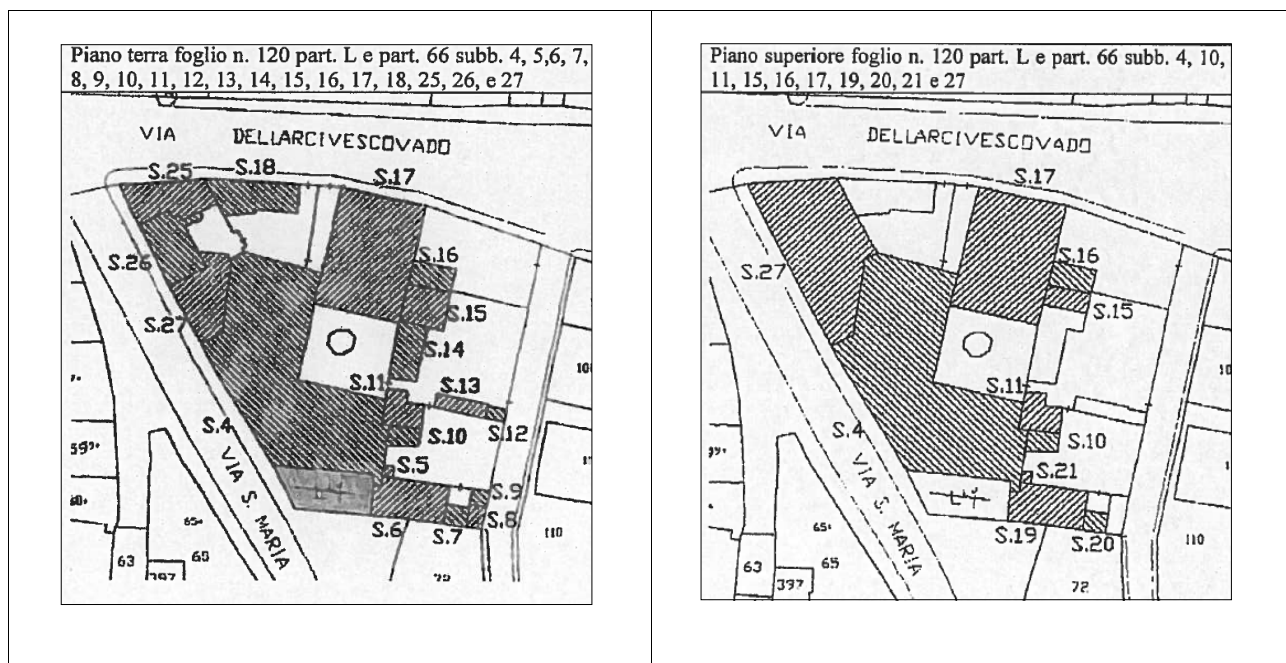 Piano terra foglio n. 120 part. L e part. 66 subb. 4, 5,6, 7,
8, 9, 10, 11, 12, 13, 14, 15, 16, 17, 18, 25, 26, e 27
VIA DELLARCIVESCOVADO
S.25 S.18 S.17
S.26 S.16
S.27 S.15
S.14
S.11 S.13
S.4 S.10 S.12
S.5
VIA S. MARIA
S.9
S.6 S.7 S.8
110
63 65
397 72
Piano superiore foglio n. 120 part. L e part. 66 subb. 4, 10,
11, 15, 16, 17, 19, 20, 21 e 27
VIA DELLARCIVESCOVADO
S.17
S.27 S.16
S.15
S.11
S.4 S.10
S.21
VIA S. MARIA
S.19 S.20
110
63 65
397 72